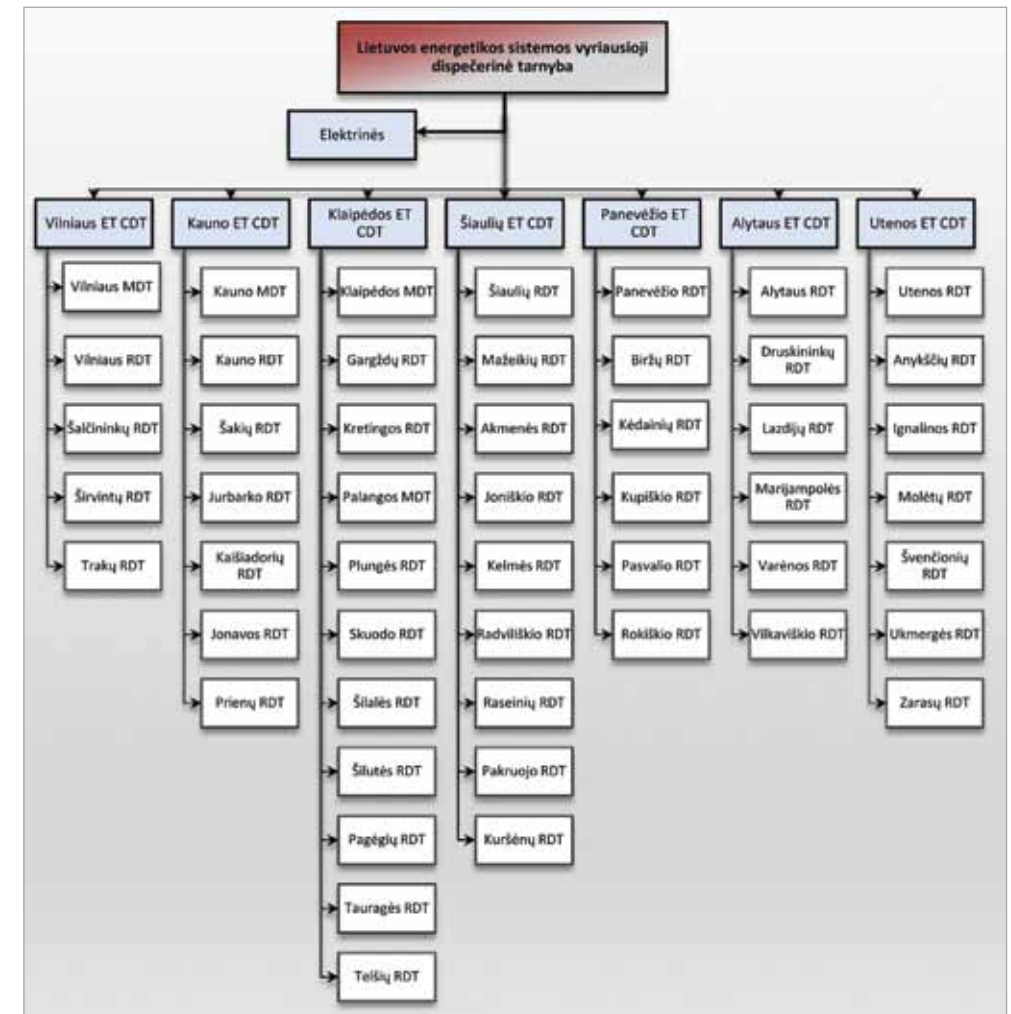 Lietuvos energetikos sistemos vyriausioji
dispečerinė tarnyba
Elektrinės
Vilniaus ET CDT
Vilniaus MDT
Vilniaus RDT
Šalčininkų RDT
Širvintų RDT
Trakų RDT
Kauno ET CDT
Kauno MDT
Kauno RDT
Šakių RDT
Jurbarko RDT
Kaišiadorių
RDT
Jonavos RDT
Prienų RDT
Klaipėdos ET
CDT
Klaipėdos MDT
Gargždų RDT
Kretingos RDT
Palangos MDT
Plungės RDT
Skuodo RDT
Šilalės RDT
Šilutės RDT
Pagėgių RDT
Tauragės RDT
Telšių RDT
Šiaulių ET CDT
Šiaulių RDT
Mažeikių RDT
Akmenės RDT
Joniškio RDT
Kelmės RDT
Radviliškio RDT
Raseinių RDT
Pakruojo RDT
Kuršėnų RDT
Panevėžio ET
CDT
Panevėžio RDT
Biržų RDT
Kėdainių RDT
Kupiškio RDT
Pasvalio RDT
Rokiškio RDT
Alytaus ET CDT
Alytaus RDT
Druskininkų
RDT
Lazdijų RDT
Marijampolės
RDT
Varėnos RDT
Vilkaviškio RDT
Utenos ET CDT
Utenos RDT
Anykščių RDT
Ignalinos RDT
Molėtų RDT
Švenčionių
RDT
Ukmergės RDT
Zarasų RDT